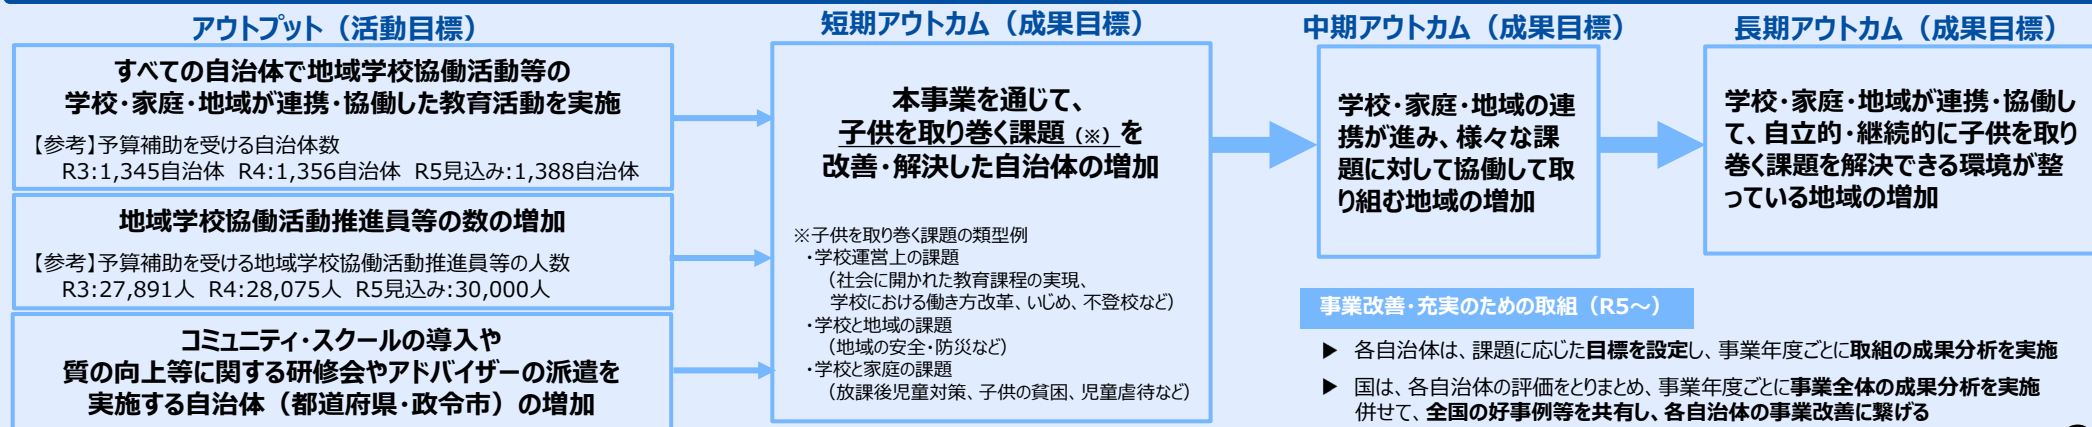 アウトプット（活動目標）
すべての自治体で地域学校協働活動等の
学校・家庭・地域が連携・協働した教育活動を実施
【参考】予算補助を受ける自治体数
R3:1,345自治体 R4:1,356自治体 R5見込み:1,388自治体
地域学校協働活動推進員等の数の増加
【参考】予算補助を受ける地域学校協働活動推進員等の人数
R3:27,891人 R4:28,075人 R5見込み:30,000人
コミュニティ・スクールの導入や
質の向上等に関する研修会やアドバイザーの派遣を
実施する自治体（都道府県・政令市）の増加
短期アウトカム（成果目標）
本事業を通じて、
子供を取り巻く課題（※）を
改善・解決した自治体の増加
※子供を取り巻く課題の類型例
・学校運営上の課題
（社会に開かれた教育課程の実現、
学校における働き方改革、いじめ、不登校など）
・学校と地域の課題
（地域の安全・防災など）
・学校と家庭の課題
（放課後児童対策、子供の貧困、児童虐待など）
中期アウトカム（成果目標）
学校・家庭・地域の連
携が進み、様々な課
題に対して協働して取
り組む地域の増加
長期アウトカム（成果目標）
学校・家庭・地域が連携・協働し
て、自立的・継続的に子供を取り
巻く課題を解決できる環境が整
っている地域の増加
事業改善・充実のための取組（R5～）
▶ 各自治体は、課題に応じた目標を設定し、事業年度ごとに取組の成果分析を実施
▶ 国は、各自治体の評価をとりまとめ、事業年度ごとに事業全体の成果分析を実施
併せて、全国の好事例等を共有し、各自治体の事業改善に繋げる